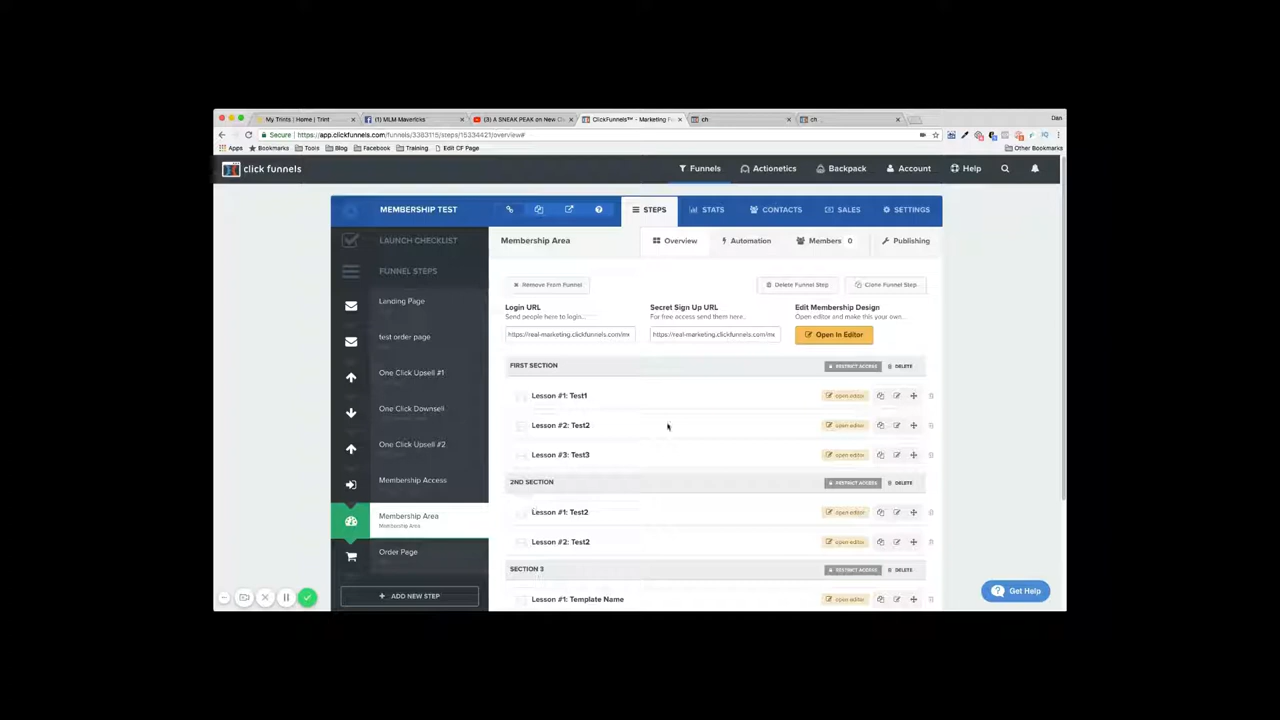 My Trints | Home | Trint
(1) MLM Mavericks
(3) A SNEAK PEAK on New Cl
ClickFunnels™ - Marketing Fu
ch
ch
Dan
Secure
https://app.clickfunnels.com/funnels/3383115/steps/15334421/overview#
Apps
Bookmarks
Tools
Blog
Facebook
Training
Edit CF Page
Other Bookmarks
click funnels
Funnels
Actionetics
Backpack
Account
Help
MEMBERSHIP TEST
STEPS
STATS
CONTACTS
SALES
SETTINGS
LAUNCH CHECKLIST
FUNNEL STEPS
Landing Page
test order page
One Click Upsell #1
One Click Downsell
One Click Upsell #2
Membership Access
Membership Area
Membership Area
Order Page
+ ADD NEW STEP
Membership Area
Overview
Automation
Members 0
Publishing
× Remove From Funnel
Delete Funnel Step
Clone Funnel Step
Login URL
Send people here to login...
https://real-marketing.clickfunnels.com/me
Secret Sign Up URL
For free access send them here..
https://real-marketing.clickfunnels.com/me
Edit Membership Design
Open editor and make this your own...
Open In Editor
FIRST SECTION
RESTRICT ACCESS
DELETE
Lesson #1: Test1
open editor
Lesson #2: Test2
open editor
Lesson #3: Test3
open editor
2ND SECTION
RESTRICT ACCESS
DELETE
Lesson #1: Test2
open editor
Lesson #2: Test2
open editor
SECTION 3
RESTRICT ACCESS
DELETE
Lesson #1: Template Name
open editor
Get Help